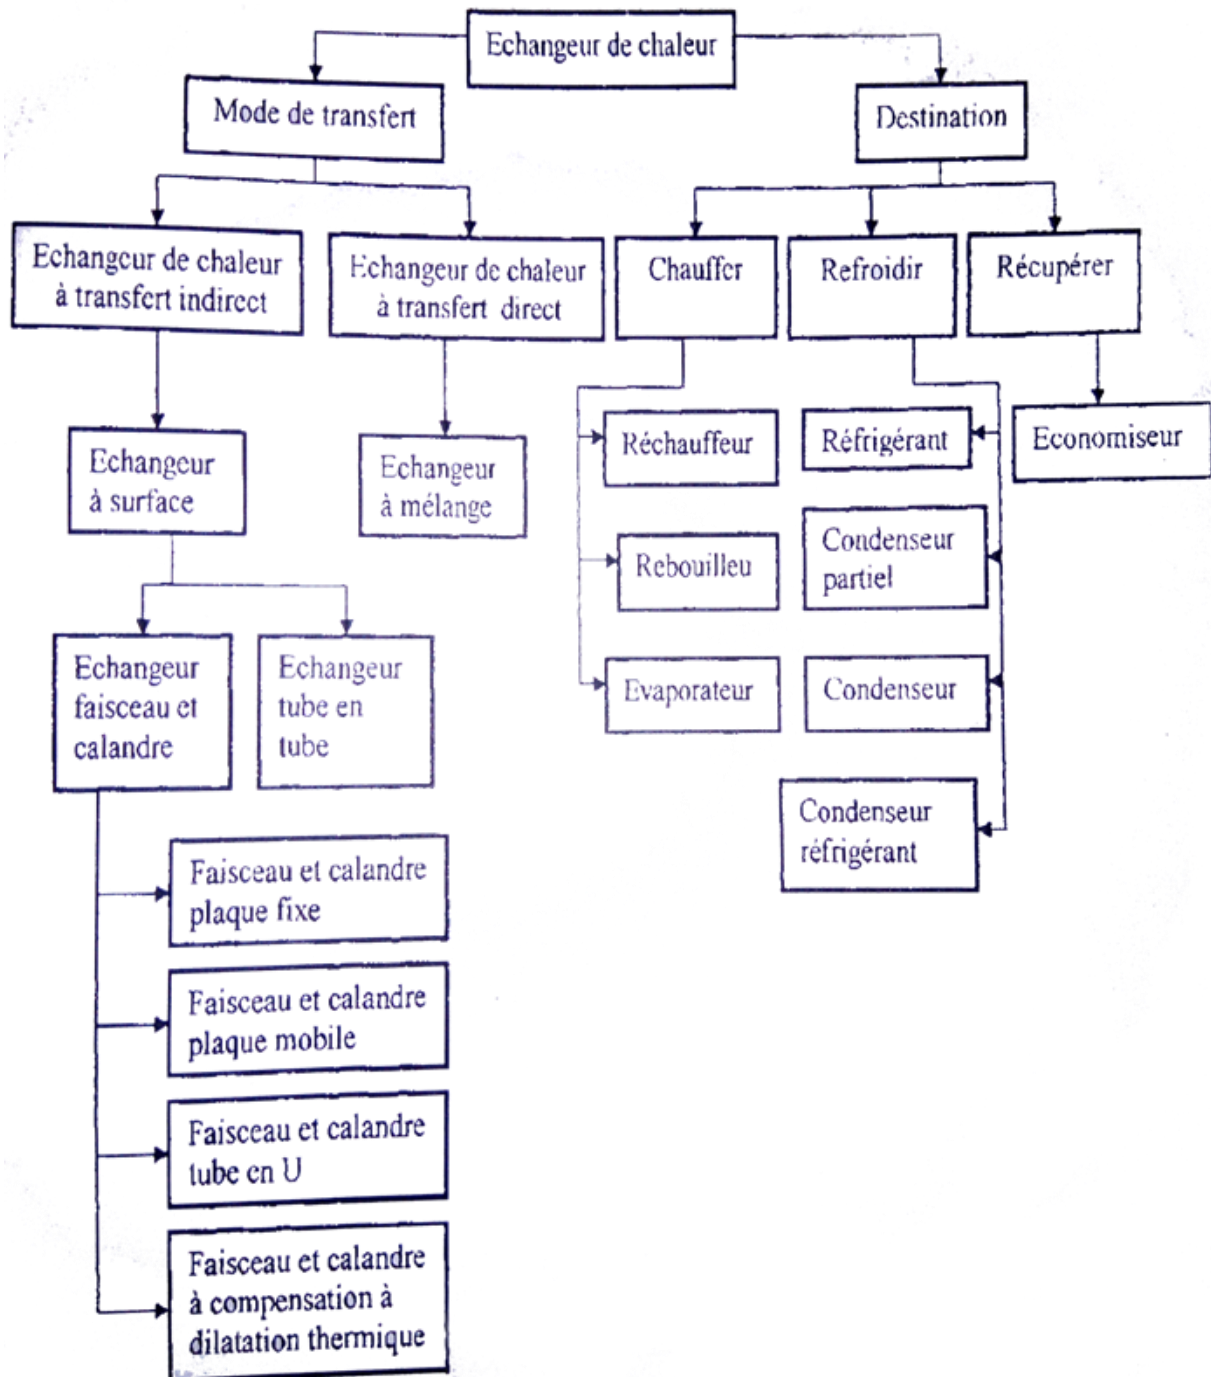 Echangeur de chaleur
Mode de transfert
Destination
Echangeur de chaleur
à transfert indirect
Echangeur de chaleur
à transfert direct
Chauffer
Refroidir
Récupérer
Echangeur
à surface
Echangeur
à mélange
Réchauffeur
Réfrigérant
Economiseur
Rebouilleu
Condenseur
partiel
Echangeur
faisceau et
calandre
Echangeur
tube en
tube
Evaporateur
Condenseur
Condenseur
réfrigérant
Faisceau et calandre
plaque fixe
Faisceau et calandre
plaque mobile
Faisceau et calandre
tube en U
Faisceau et calandre
à compensation à
dilatation thermique